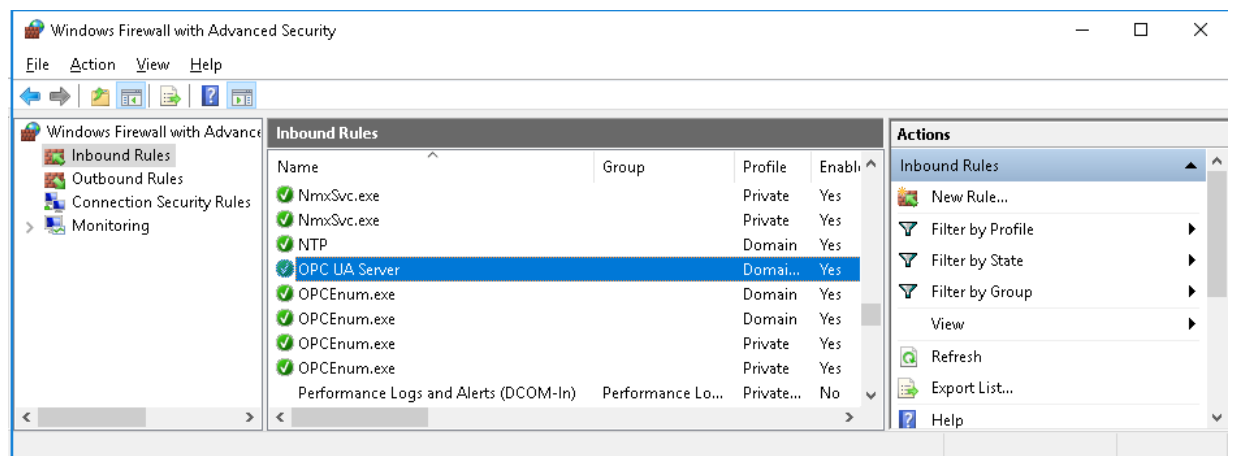 Windows Firewall with Advanced Security
File Action View Help
Windows Firewall with Advance
Inbound Rules
Outbound Rules
Connection Security Rules
Monitoring
Inbound Rules
Name Group Profile Enabl
NmxSvc.exe Private Yes
NmxSvc.exe Private Yes
NTP Domain Yes
OPC UA Server Domai... Yes
OPCEnum.exe Domain Yes
OPCEnum.exe Domain Yes
OPCEnum.exe Private Yes
OPCEnum.exe Private Yes
Performance Logs and Alerts (DCOM-In) Performance Lo... Private... No
Actions
Inbound Rules
New Rule...
Filter by Profile
Filter by State
Filter by Group
View
Refresh
Export List...
Help